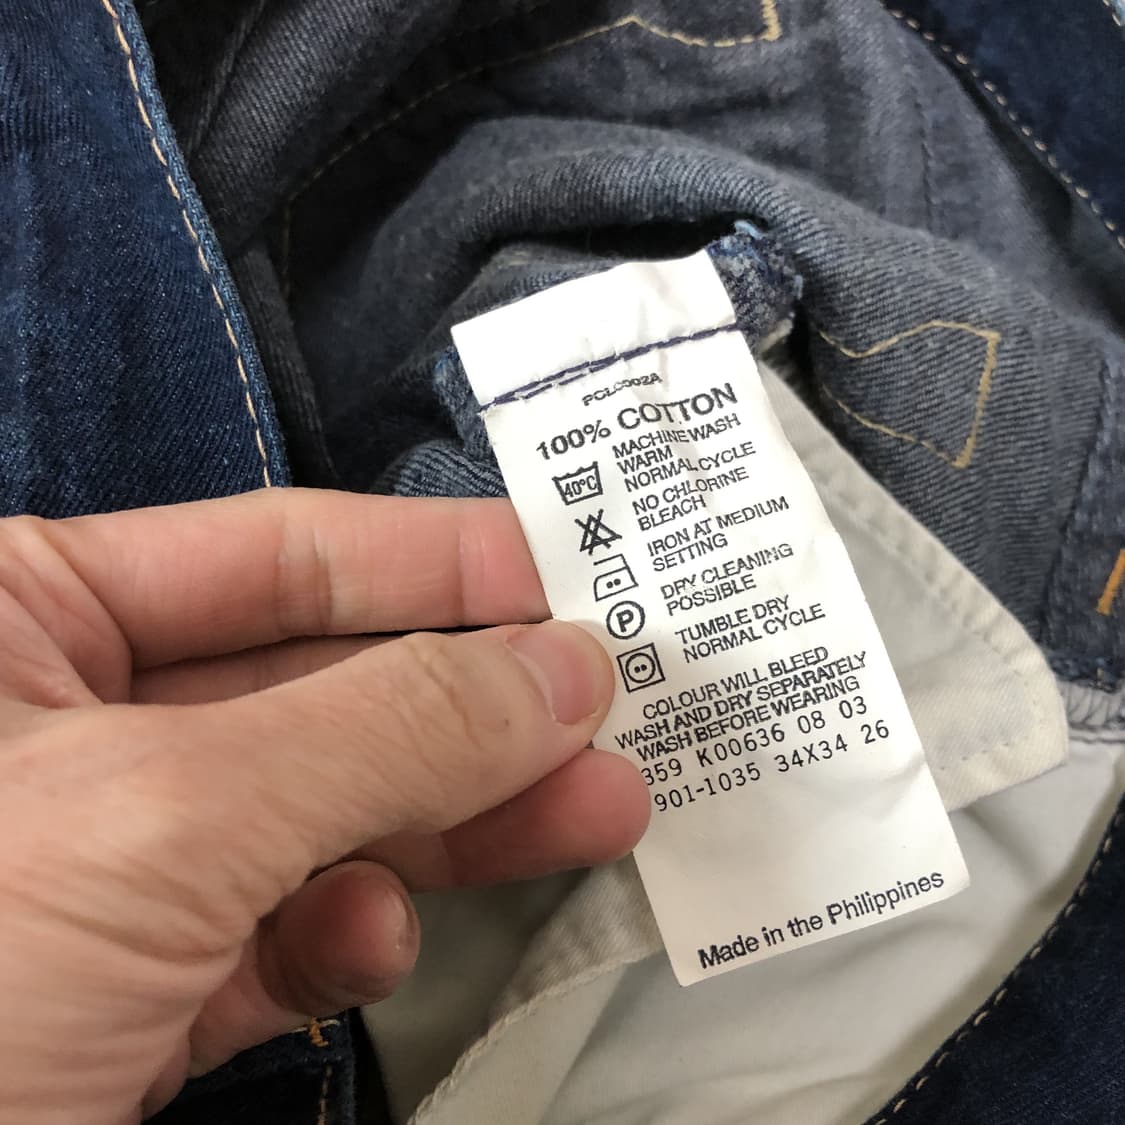 PCLC002A
100% COTTON
MACHINE WASH
WARM
NORMAL CYCLE
40°C
NO CHLORINE
BLEACH
IRON AT MEDIUM
SETTING
DRY CLEANING
POSSIBLE
P
TUMBLE DRY
NORMAL CYCLE
COLOUR WILL BLEED
WASH AND DRY SEPARATELY
WASH BEFORE WEARING
359 K00636 08 03
901-1035 34X34 26
Made in the Philippines